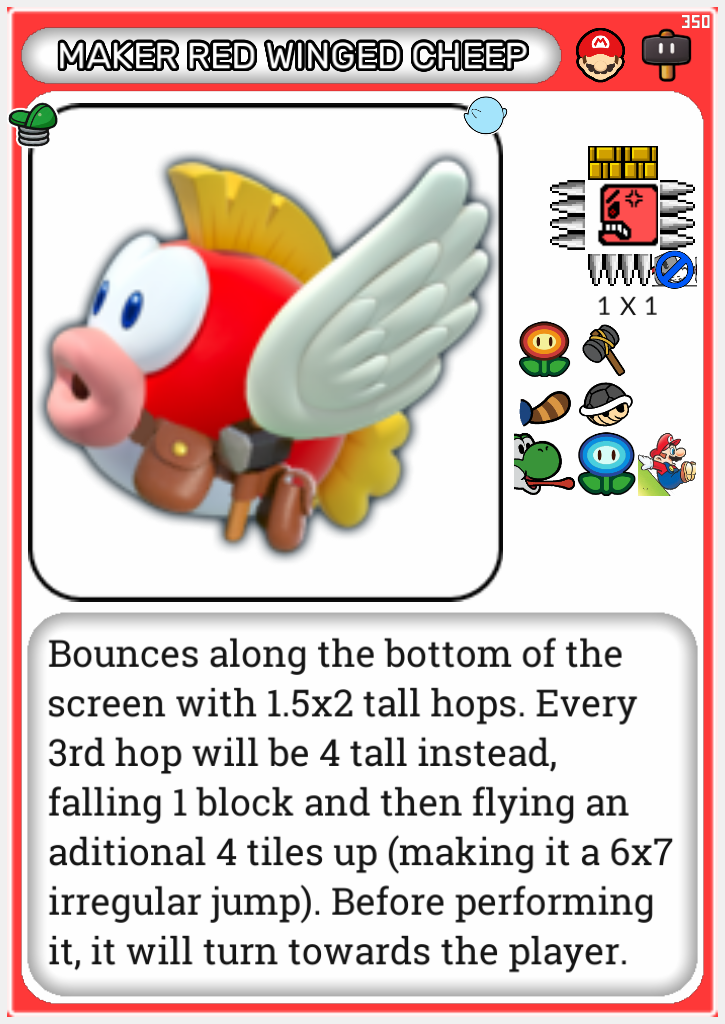 350
MAKER RED WINGED CHEEP
1 X 1
Bounces along the bottom of the
screen with 1.5x2 tall hops. Every
3rd hop will be 4 tall instead,
falling 1 block and then flying an
aditional 4 tiles up (making it a 6x7
irregular jump). Before performing
it, it will turn towards the player.